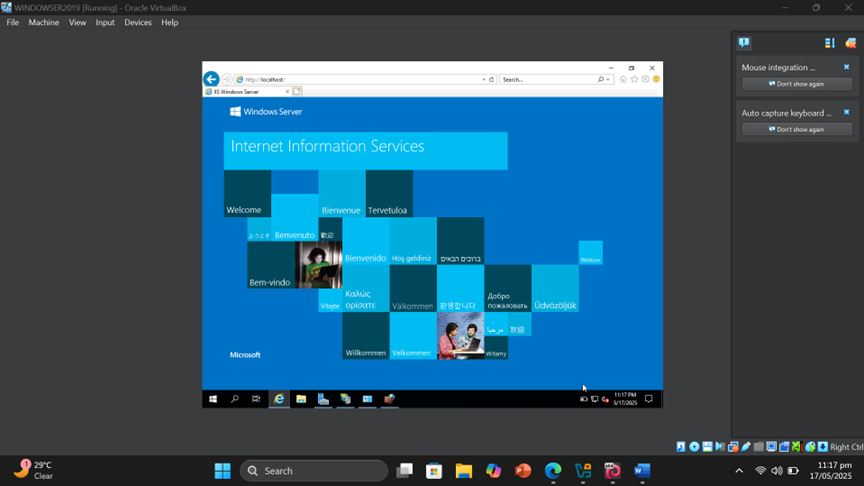 WINDOWSER2019 [Running] - Oracle VirtualBox
File Machine View Input Devices Help
Mouse integration ...
Don't show again
Auto capture keyboard ...
Don't show again
http://localhost/
Search...
IIS Windows Server
Windows Server
Internet Information Services
Welcome
Bienvenue
Tervetuloa
ようこそ
Benvenuto
歡迎
Bienvenido
Hoş geldiniz
ברוכים הבאים
Welkom
Bem-vindo
Vítejte
Καλώς
ορίσατε
Välkommen
환영합니다
Добро
пожаловать
Üdvözöljük
مرحبا
欢迎
Microsoft
Willkommen
Velkommen
Witamy
11:17 PM
5/17/2025
Right Ctrl
1
29°C
Clear
Search
11:17 pm
17/05/2025